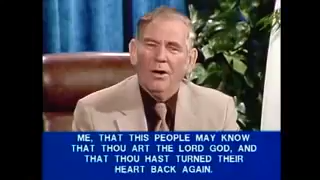 ME, THAT THIS PEOPLE MAY KNOW
THAT THOU ART THE LORD GOD, AND
THAT THOU HAST TURNED THEIR
HEART BACK AGAIN.